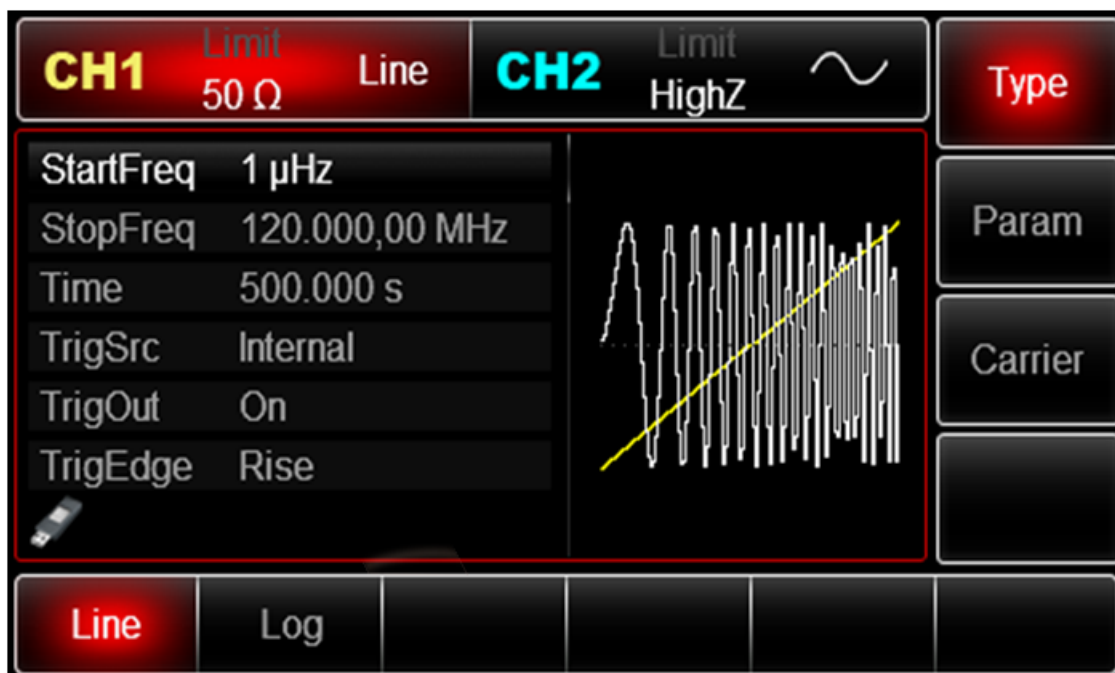 CH1 Limit 50 Ω Line
CH2 Limit HighZ
Type
StartFreq 1 µHz
StopFreq 120.000,00 MHz
Time 500.000 s
TrigSrc Internal
TrigOut On
TrigEdge Rise
Param
Carrier
Line Log